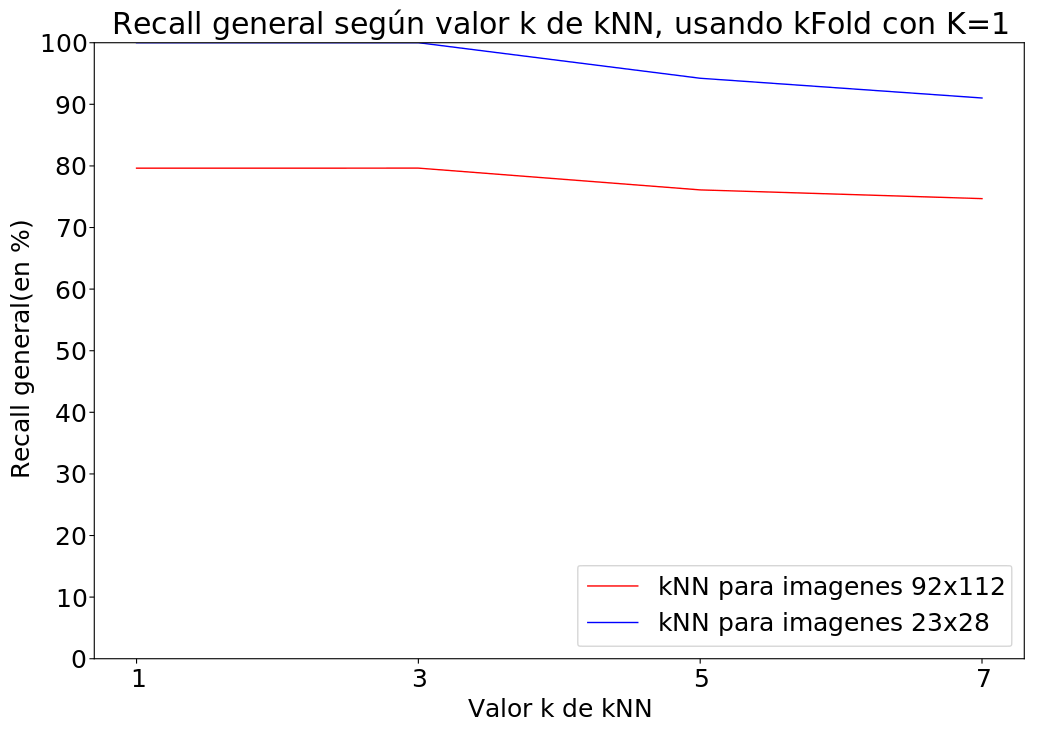 Recall general según valor k de kNN, usando kFold con K=1
100
90
80
70
60
50
40
30
20
10
0
Recall general(en %)
1 3 5 7
Valor k de kNN
kNN para imagenes 92x112
kNN para imagenes 23x28